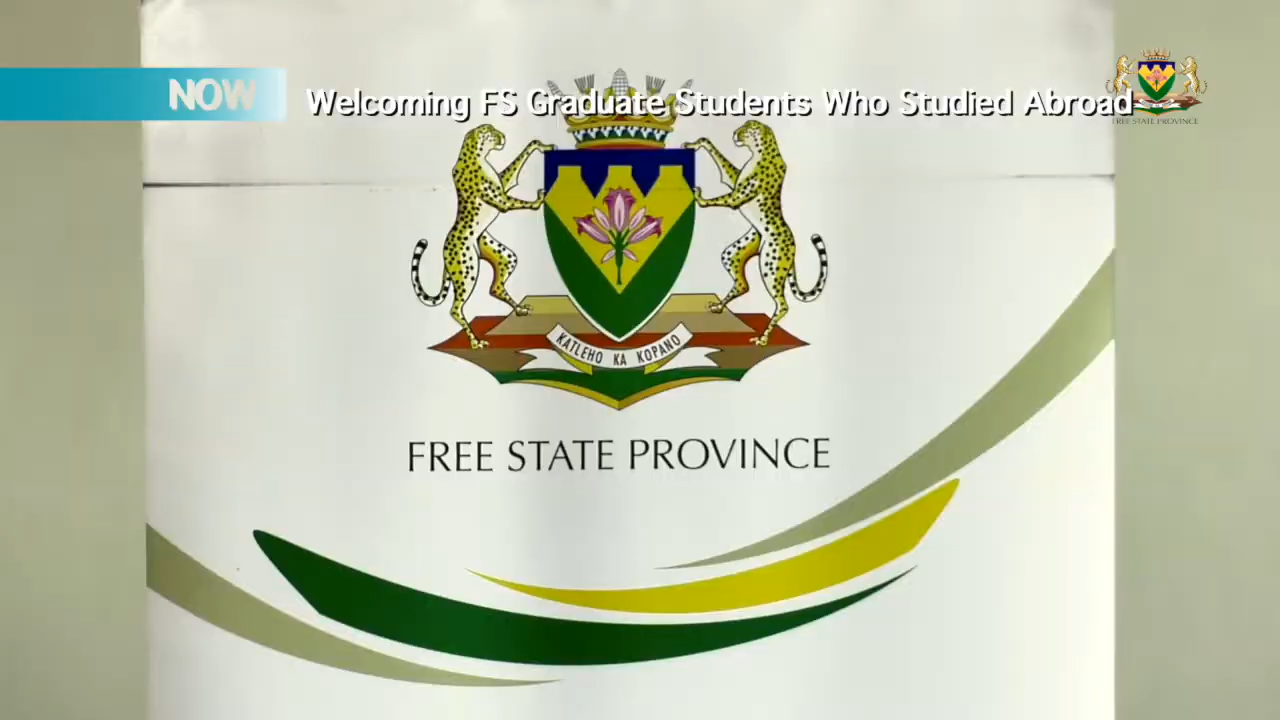 NOW
Welcoming FS Graduate Students Who Studied Abroad
FREE STATE PROVINCE
KATLEHO KA KOPANO
FREE STATE PROVINCE